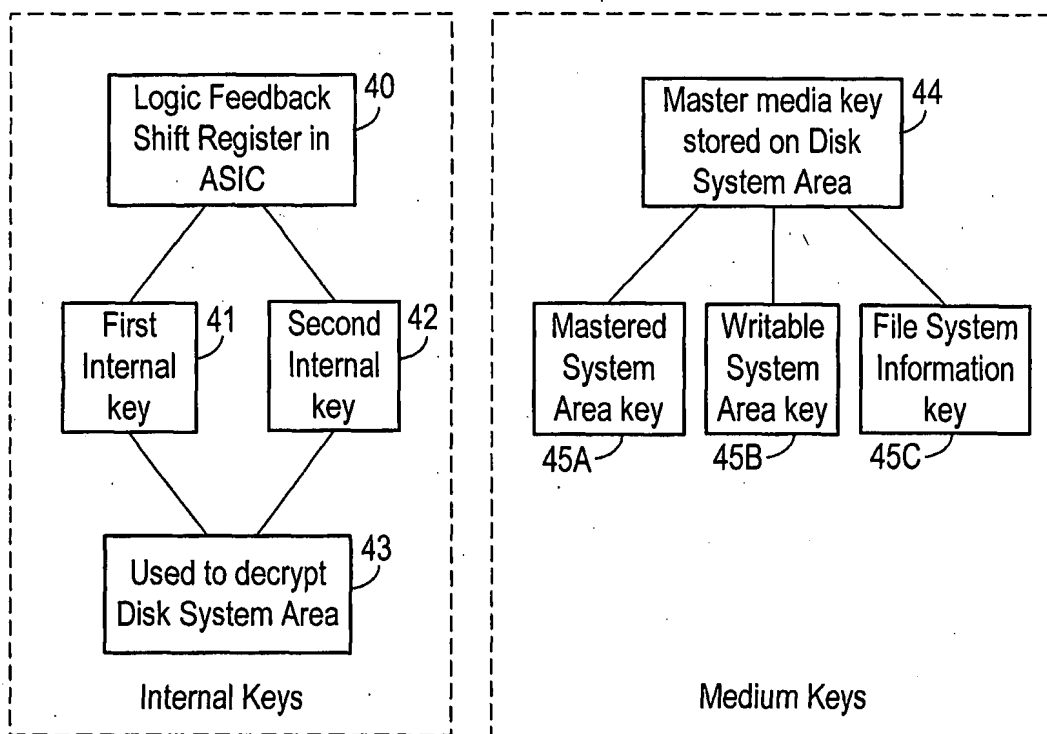 Logic Feedback
Shift Register in
ASIC
40
First
Internal
key
41
Second
Internal
key
42
Used to decrypt
Disk System Area
43
Internal Keys
Master media key
stored on Disk
System Area
44
Mastered
System
Area key
45A
Writable
System
Area key
45B
File System
Information
key
45C
Medium Keys